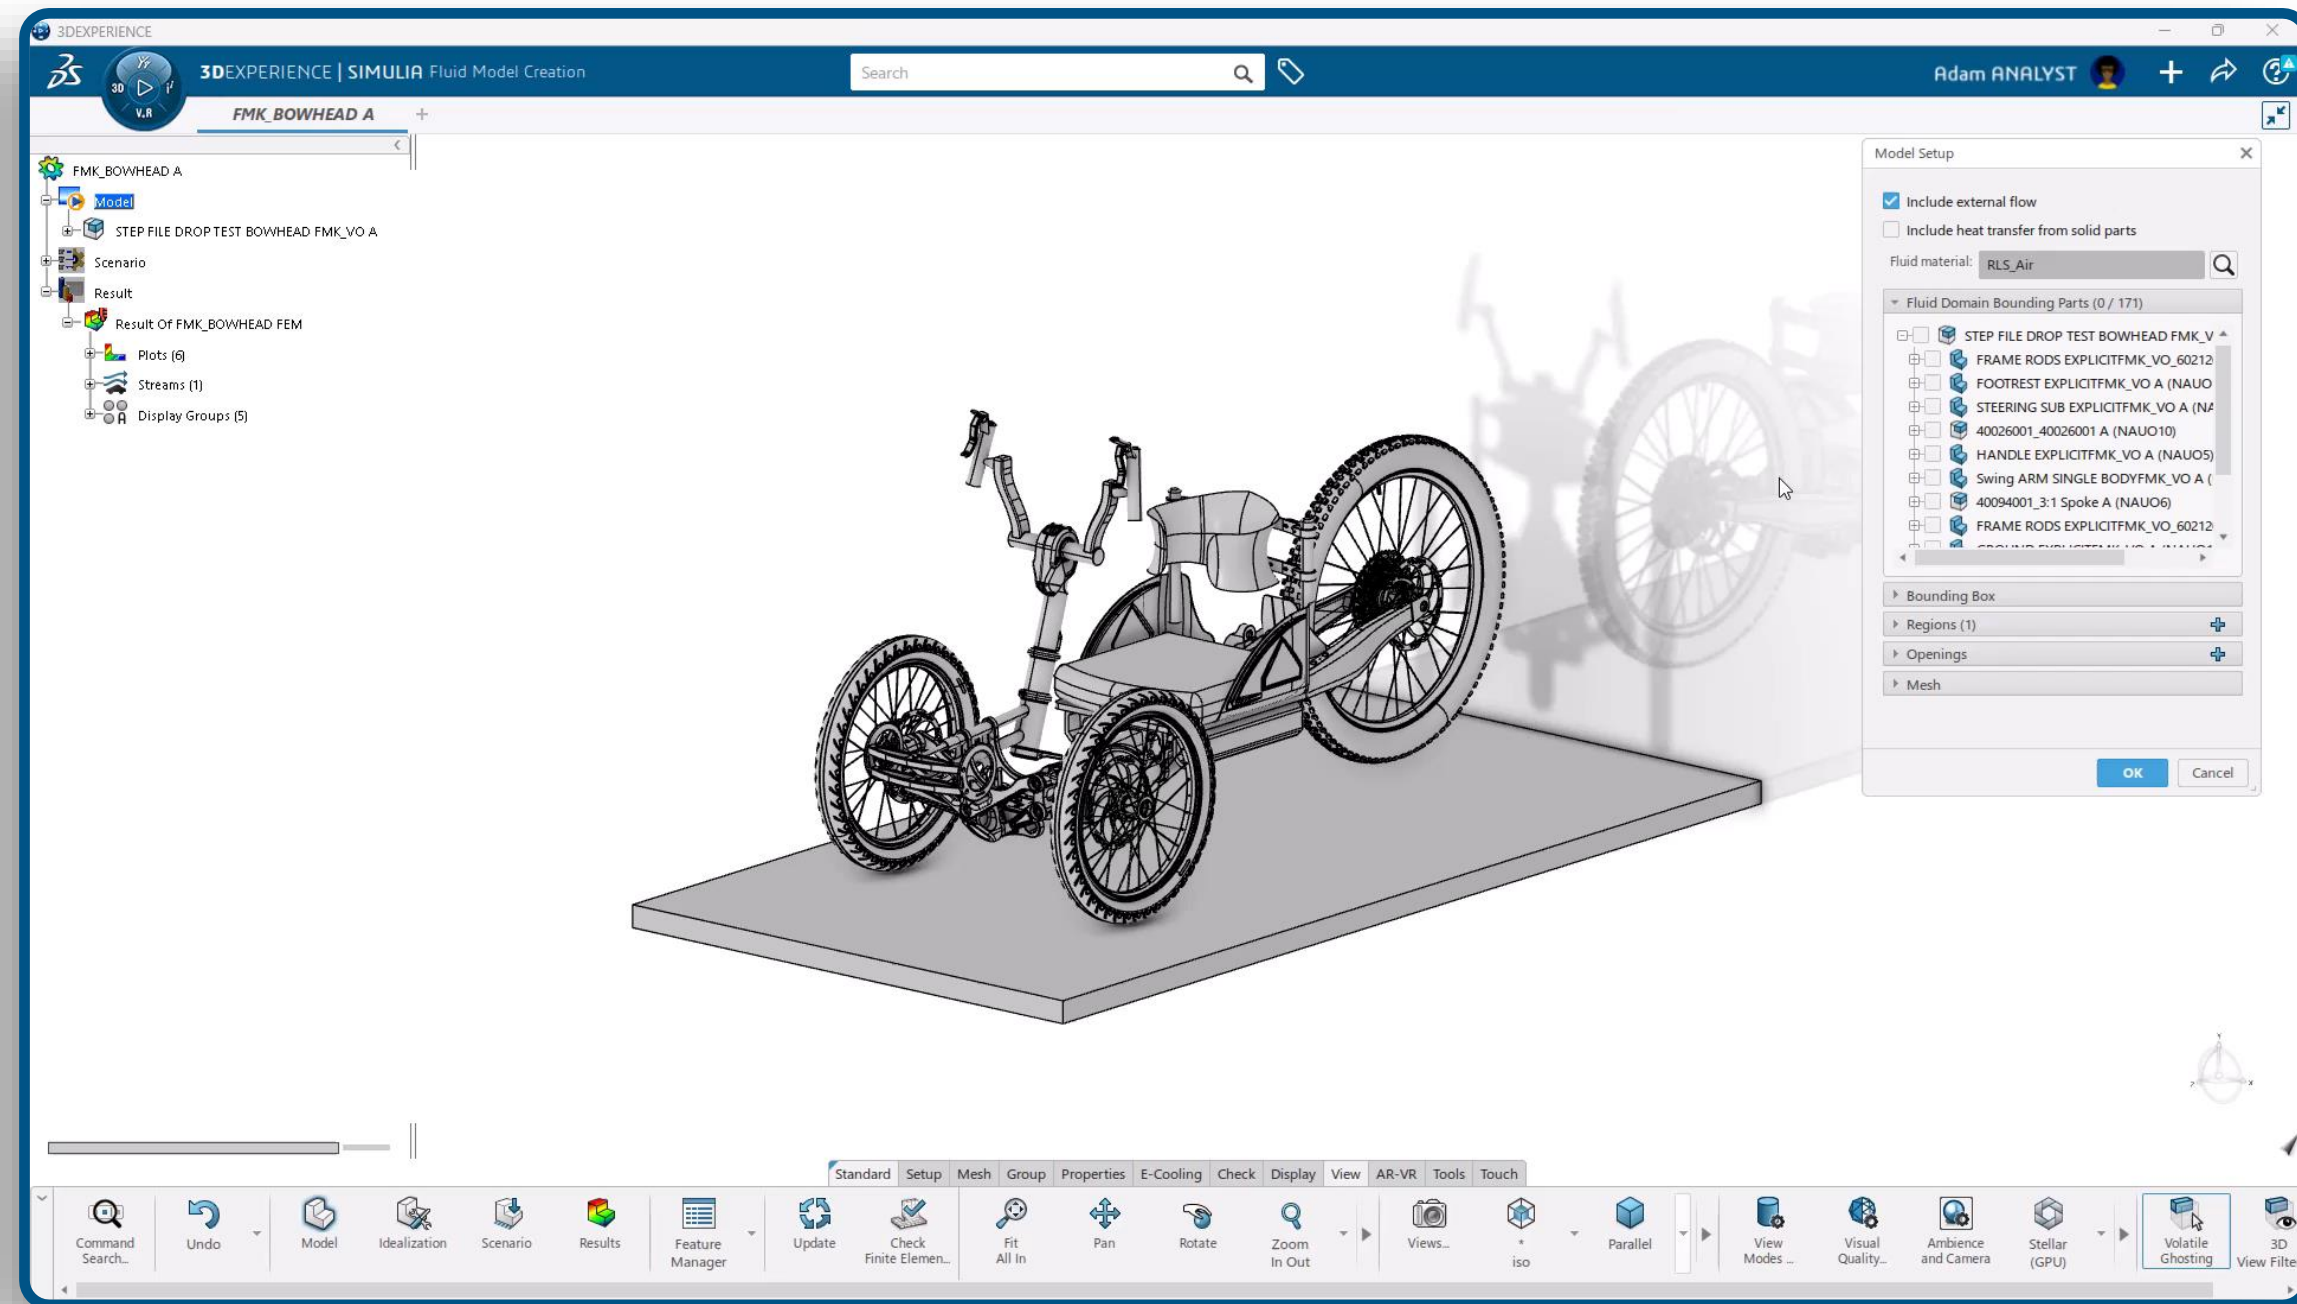 3DEXPERIENCE
3DEXPERIENCE | SIMULIA Fluid Model Creation
Search
Adam ANALYST
3D
V.R
FMK_BOWHEAD A
FMK_BOWHEAD A
Model
STEP FILE DROP TEST BOWHEAD FMK_VO A
Scenario
Result
Result Of FMK_BOWHEAD FEM
Plots (6)
Streams (1)
Display Groups (5)
Model Setup
Include external flow
Include heat transfer from solid parts
Fluid material: RLS_Air
Fluid Domain Bounding Parts (0 / 171)
STEP FILE DROP TEST BOWHEAD FMK_V
FRAME RODS EXPLICITFMK_VO_60212
FOOTREST EXPLICITFMK_VO A (NAUO
STEERING SUB EXPLICITFMK_VO A (NA
40026001_40026001 A (NAUO10)
HANDLE EXPLICITFMK_VO A (NAUO5)
Swing ARM SINGLE BODYFMK_VO A (
40094001_3:1 Spoke A (NAUO6)
FRAME RODS EXPLICITFMK_VO_60212
Bounding Box
Regions (1)
Openings
Mesh
OK
Cancel
Standard Setup Mesh Group Properties E-Cooling Check Display View AR-VR Tools Touch
Command Search...
Undo
Model
Idealization
Scenario
Results
Feature Manager
Update
Check Finite Elemen...
Fit All In
Pan
Rotate
Zoom In Out
Views...
* iso
Parallel
View Modes ...
Visual Quality...
Ambience and Camera
Stellar (GPU)
Volatile Ghosting
3D View Filte